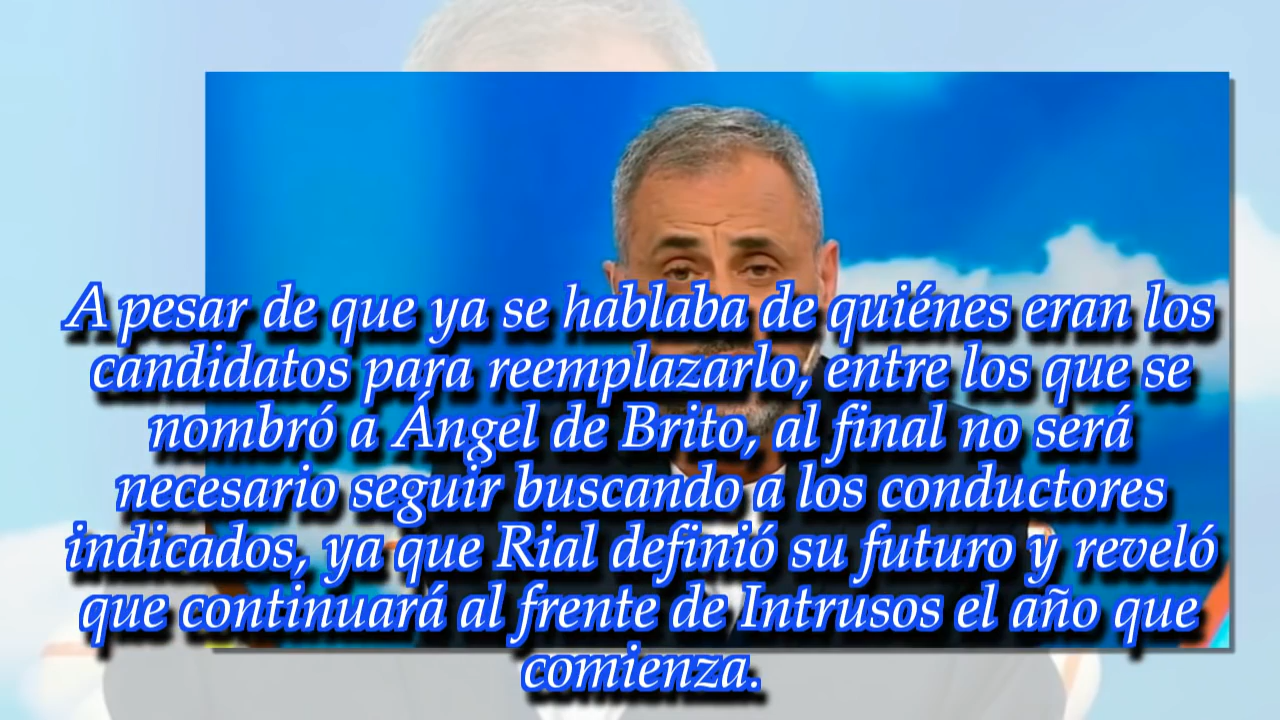 A pesar de que ya se hablaba de quiénes eran los
candidatos para reemplazarlo, entre los que se
nombró a Ángel de Brito, al final no será
necesario seguir buscando a los conductores
indicados, ya que Rial definió su futuro y reveló
que continuará al frente de Intrusos el año que
comienza.